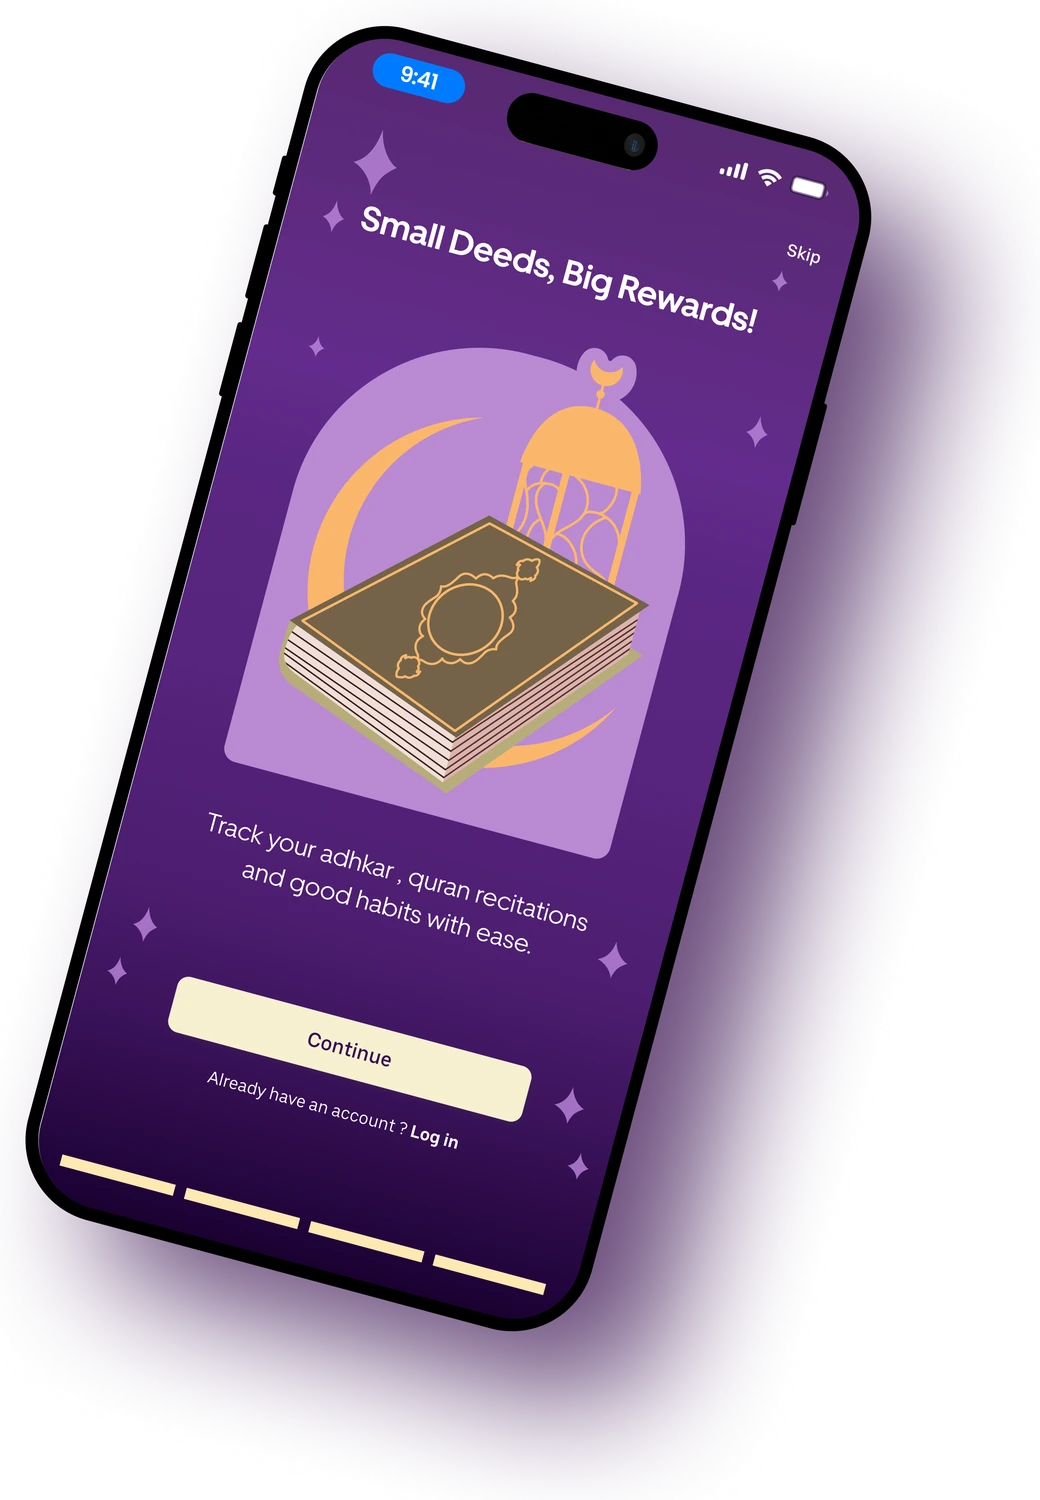 9:41
Skip
Small Deeds, Big Rewards!
Track your adhkar , quran recitations
and good habits with ease.
Continue
Already have an account ? Log in